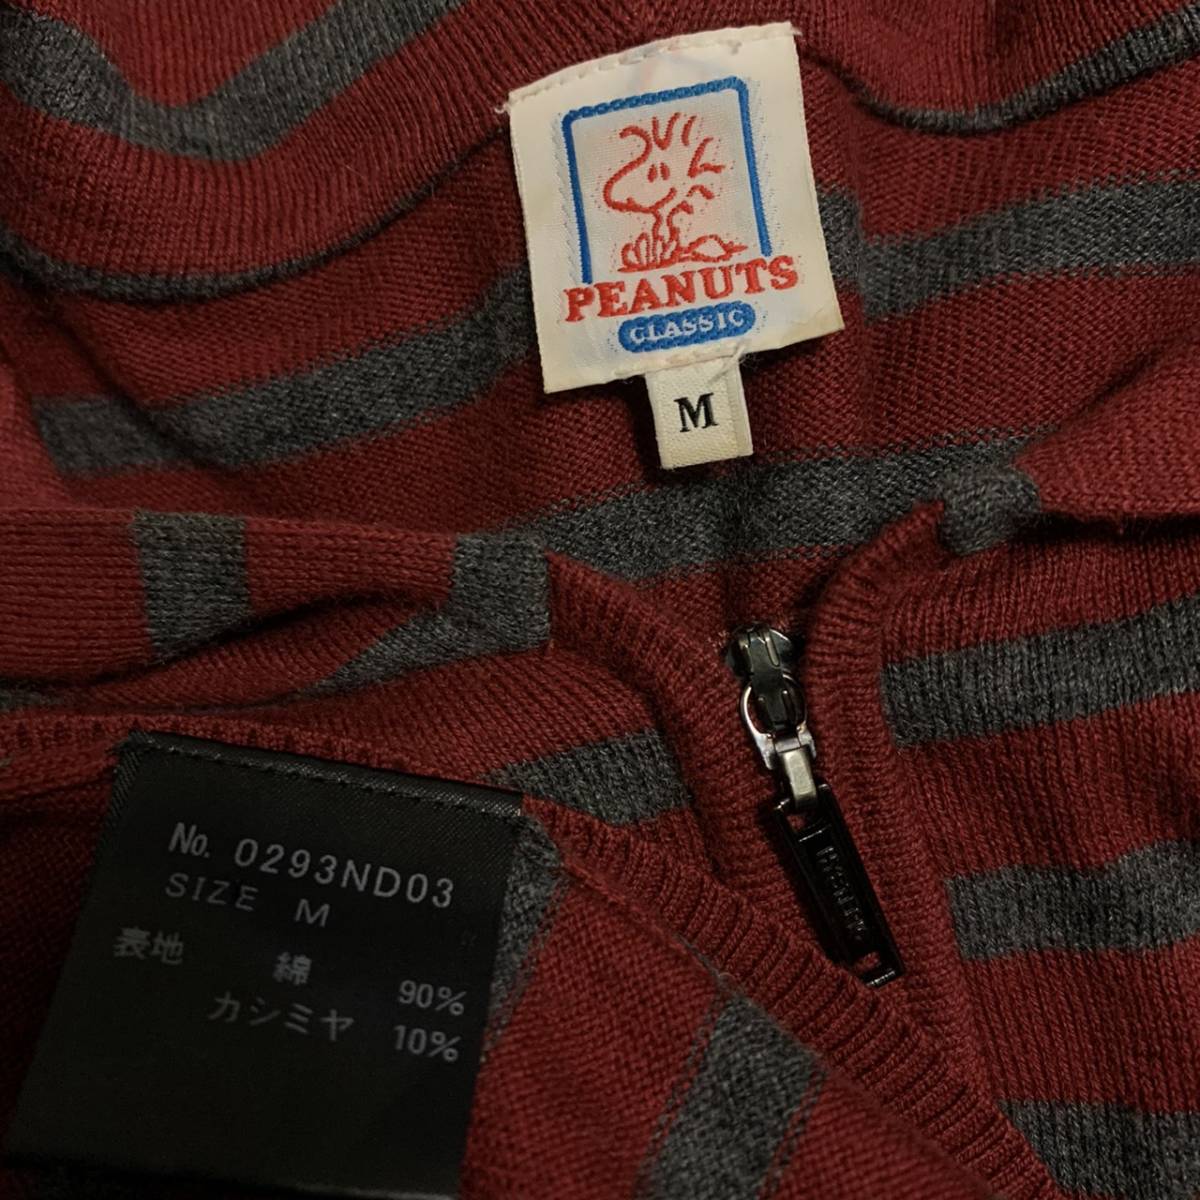 PEANUTS
CLASSIC
M
No. 0293ND03
SIZE M
表地 綿 90%
カシミヤ 10%